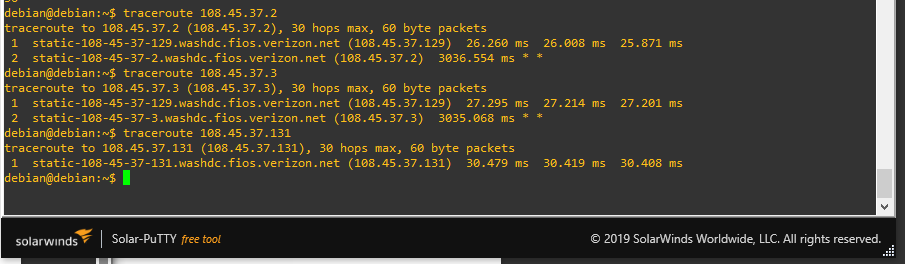 debian@debian:~$ traceroute 108.45.37.2
traceroute to 108.45.37.2 (108.45.37.2), 30 hops max, 60 byte packets
 1  static-108-45-37-129.washdc.fios.verizon.net (108.45.37.129)  26.260 ms  26.008 ms  25.871 ms
 2  static-108-45-37-2.washdc.fios.verizon.net (108.45.37.2)  3036.554 ms * *
debian@debian:~$ traceroute 108.45.37.3
traceroute to 108.45.37.3 (108.45.37.3), 30 hops max, 60 byte packets
 1  static-108-45-37-129.washdc.fios.verizon.net (108.45.37.129)  27.295 ms  27.214 ms  27.201 ms
 2  static-108-45-37-3.washdc.fios.verizon.net (108.45.37.3)  3035.068 ms * *
debian@debian:~$ traceroute 108.45.37.131
traceroute to 108.45.37.131 (108.45.37.131), 30 hops max, 60 byte packets
 1  static-108-45-37-131.washdc.fios.verizon.net (108.45.37.131)  30.479 ms  30.419 ms  30.408 ms
debian@debian:~$
solarwinds Solar-PuTTY free tool © 2019 SolarWinds Worldwide, LLC. All rights reserved.